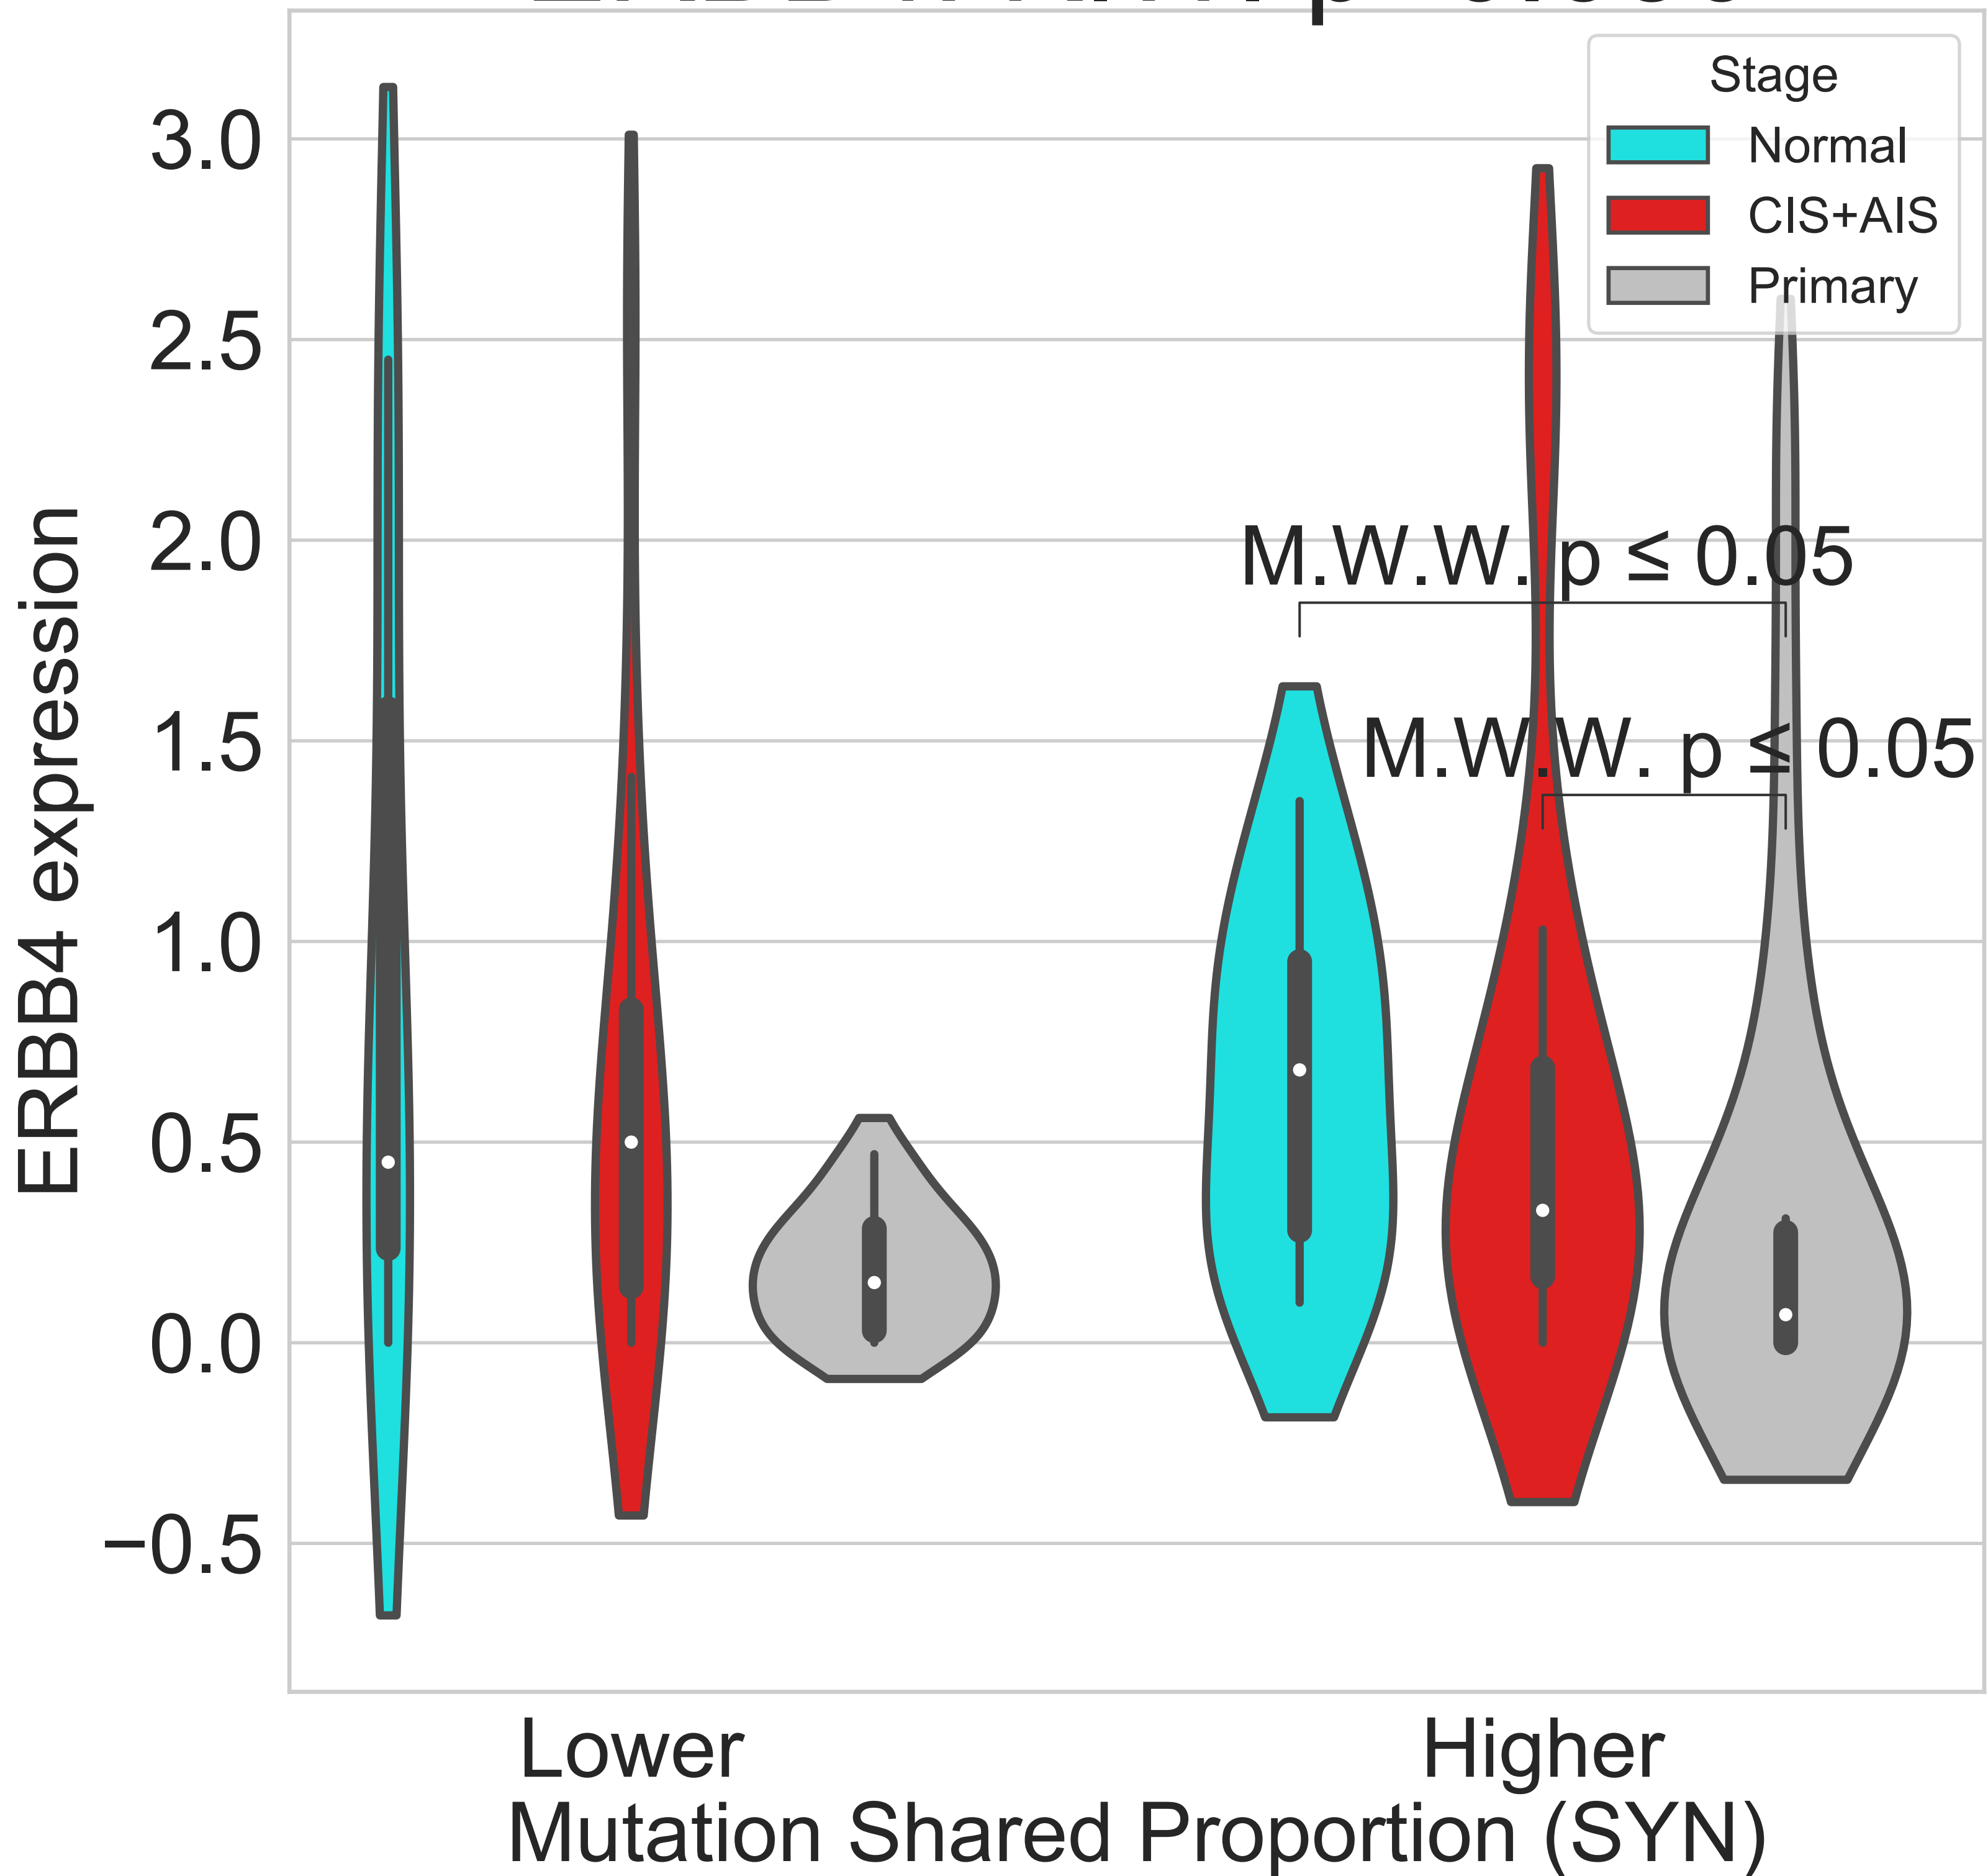 Stage
Normal
CIS+AIS
Primary
3.0
2.5
2.0
1.5
1.0
0.5
0.0
−0.5
ERBB4 expression
M.W.W. p ≤ 0.05
M.W.W. p ≤ 0.05
Lower
Higher
Mutation Shared Proportion (SYN)